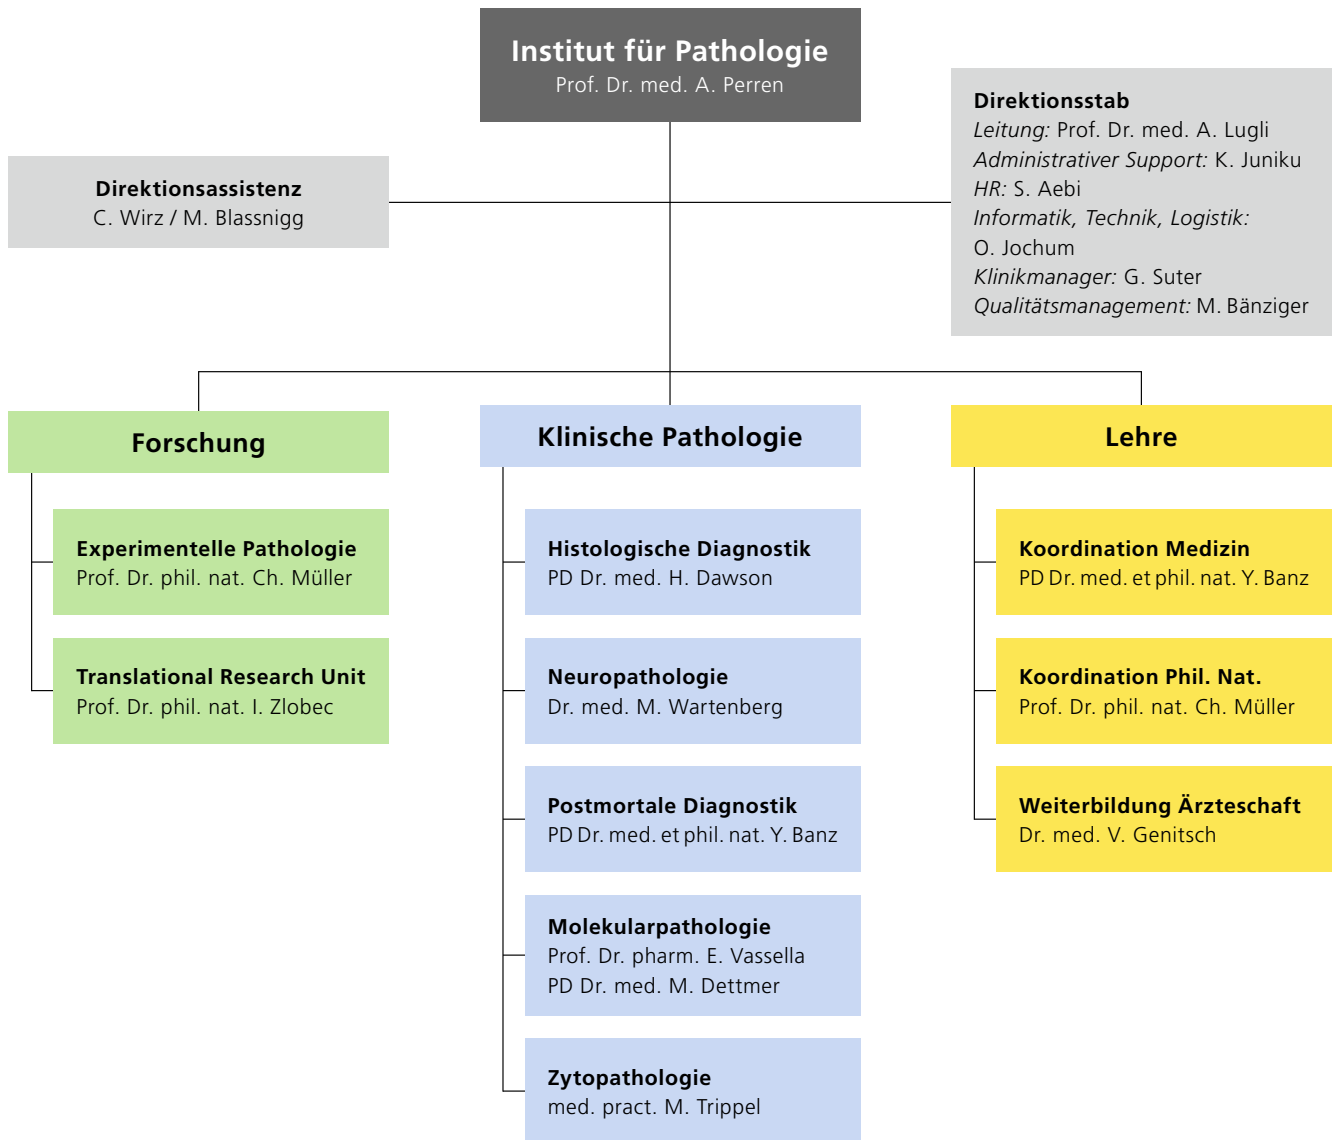 Institut für Pathologie
Prof. Dr. med. A. Perren
Direktionsstab
Leitung: Prof. Dr. med. A. Lugli
Administrativer Support: K. Juniku
HR: S. Aebi
Informatik, Technik, Logistik:
O. Jochum
Klinikmanager: G. Suter
Qualitätsmanagement: M. Bänziger
Direktionsassistenz
C. Wirz / M. Blassnigg
Forschung
Experimentelle Pathologie
Prof. Dr. phil. nat. Ch. Müller
Translational Research Unit
Prof. Dr. phil. nat. I. Zlobec
Klinische Pathologie
Histologische Diagnostik
PD Dr. med. H. Dawson
Neuropathologie
Dr. med. M. Wartenberg
Postmortale Diagnostik
PD Dr. med. et phil. nat. Y. Banz
Molekularpathologie
Prof. Dr. pharm. E. Vassella
PD Dr. med. M. Dettmer
Zytopathologie
med. pract. M. Trippel
Lehre
Koordination Medizin
PD Dr. med. et phil. nat. Y. Banz
Koordination Phil. Nat.
Prof. Dr. phil. nat. Ch. Müller
Weiterbildung Ärzteschaft
Dr. med. V. Genitsch